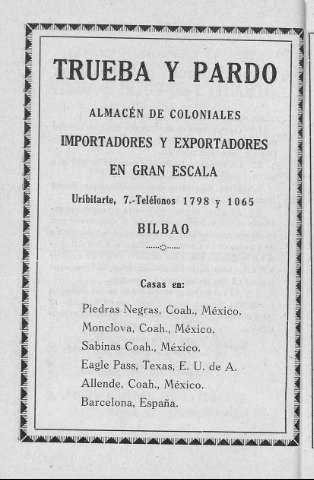 TRUEBA Y PARDO
ALMACÉN DE COLONIALES
IMPORTADORES Y EXPORTADORES
EN GRAN ESCALA
Uribitarte, 7.-Teléfonos 1798 y 1065
BILBAO
Casas en:
Piedras Negras, Coah., México.
Monclova, Coah., México.
Sabinas Coah., México.
Eagle Pass, Texas, E. U. de A.
Allende, Coah., México.
Barcelona, España.